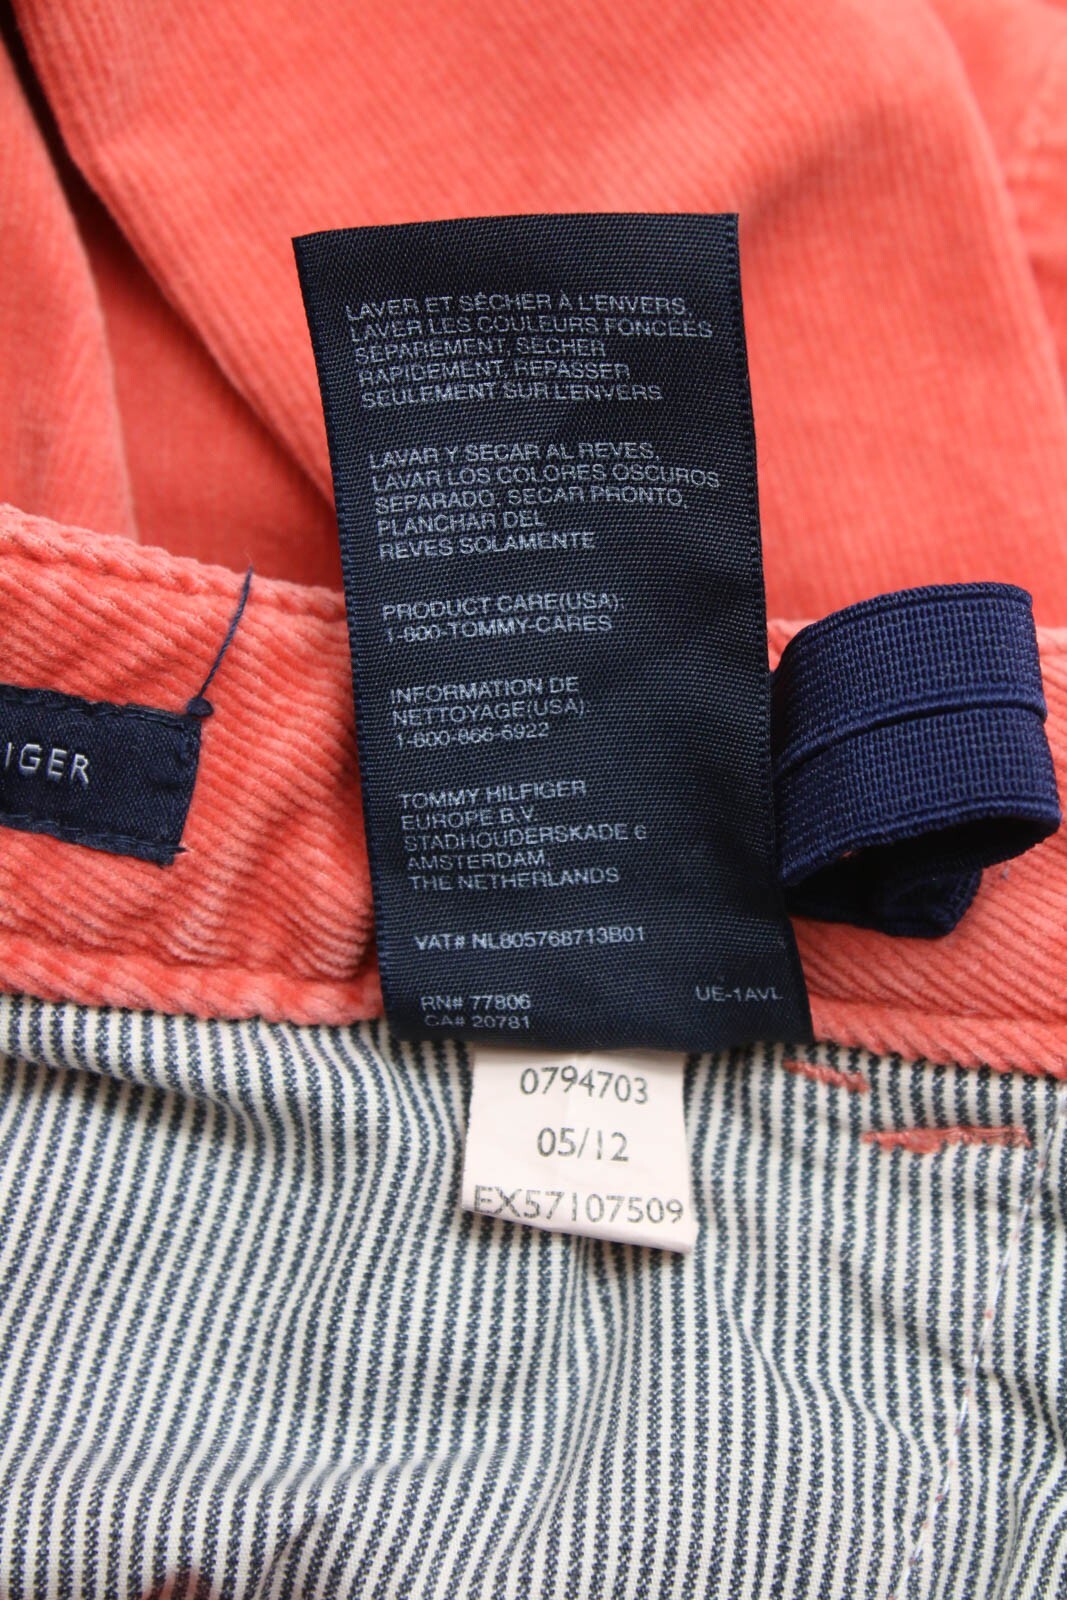 LAVER ET SÉCHER À L'ENVERS,
LAVER LES COULEURS FONCÉES
SÉPARÉMENT, SÉCHER
RAPIDEMENT, REPASSER
SEULEMENT SUR L'ENVERS
LAVAR Y SECAR AL REVES,
LAVAR LOS COLORES OSCUROS
SEPARADO, SECAR PRONTO,
PLANCHAR DEL
REVES SOLAMENTE
PRODUCT CARE(USA):
1-800-TOMMY-CARES
INFORMATION DE
NETTOYAGE(USA):
1-800-866-6922
TOMMY HILFIGER
EUROPE B.V.
STADHOUDERSKADE 6
AMSTERDAM,
THE NETHERLANDS
VAT# NL805768713B01
RN# 77806
CA# 20781
UE-1AVL
IGER
0794703
05/12
EX57107509